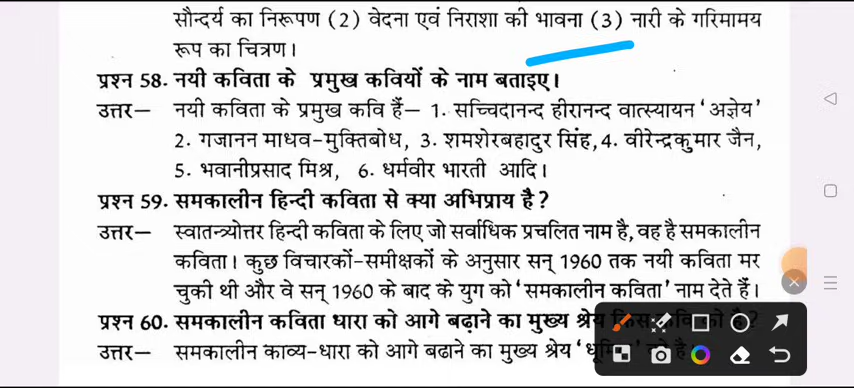 सौन्दर्य का निरूपण (2) वेदना एवं निराशा की भावना (3) नारी के गरिमामय
रूप का चित्रण।
प्रश्न 58. नयी कविता के प्रमुख कवियों के नाम बताइए।
उत्तर— नयी कविता के प्रमुख कवि हैं— 1. सच्चिदानन्द हीरानन्द वात्स्यायन ‘अज्ञेय’
2. गजानन माधव-मुक्तिबोध, 3. शमशेरबहादुर सिंह, 4. वीरेन्द्रकुमार जैन,
5. भवानीप्रसाद मिश्र, 6. धर्मवीर भारती आदि।
प्रश्न 59. समकालीन हिन्दी कविता से क्या अभिप्राय है?
उत्तर— स्वातन्त्र्योत्तर हिन्दी कविता के लिए जो सर्वाधिक प्रचलित नाम है, वह है समकालीन
कविता। कुछ विचारकों-समीक्षकों के अनुसार सन् 1960 तक नयी कविता मर
चुकी थी और वे सन् 1960 के बाद के युग को ‘समकालीन कविता’ नाम देते हैं।
प्रश्न 60. समकालीन कविता धारा को आगे बढ़ाने का मुख्य श्रेय किस कवि को है?
उत्तर— समकालीन काव्य-धारा को आगे बढाने का मुख्य श्रेय को है।